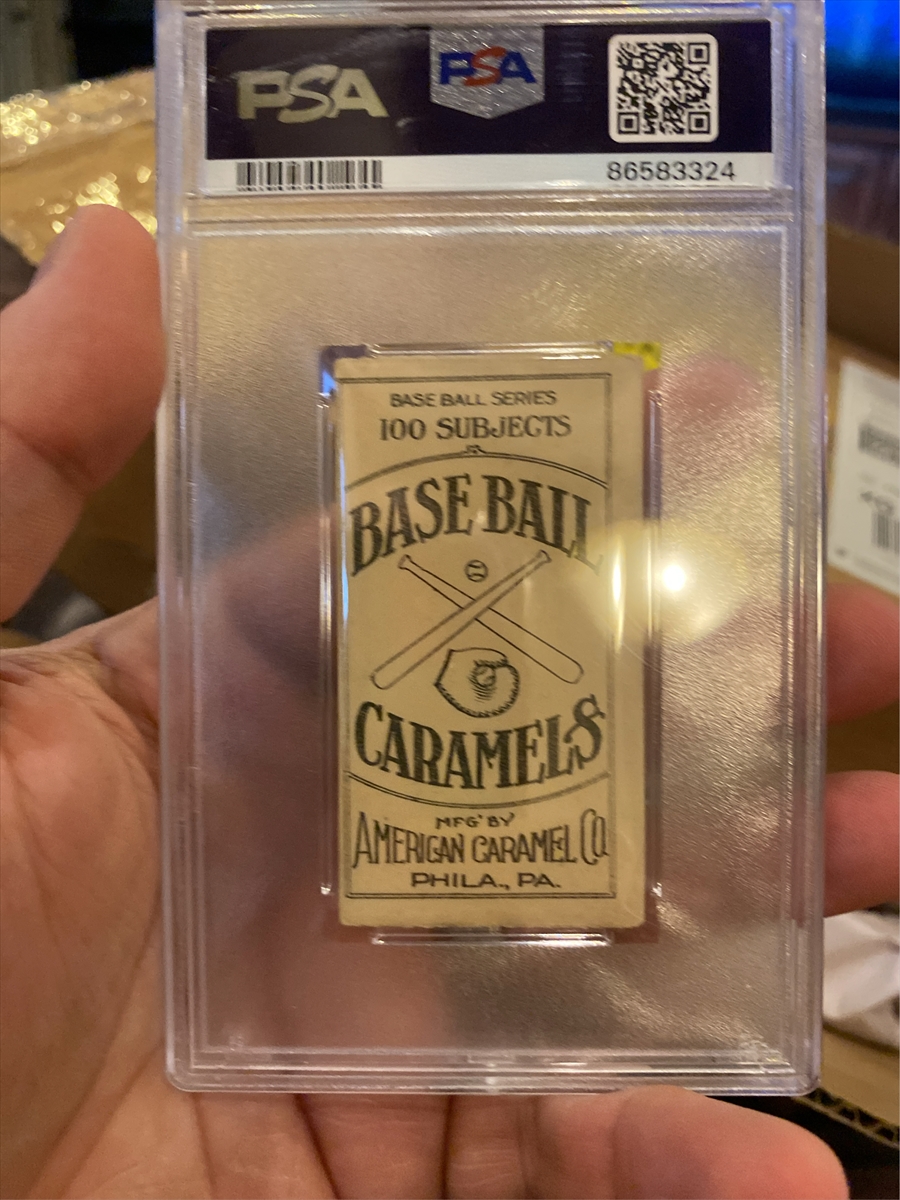 PSA
PSA
86583324
BASE BALL SERIES
100 SUBJECTS
BASE BALL
CARAMELS
MFG' BY
AMERICAN CARAMEL CO
PHILA., PA.